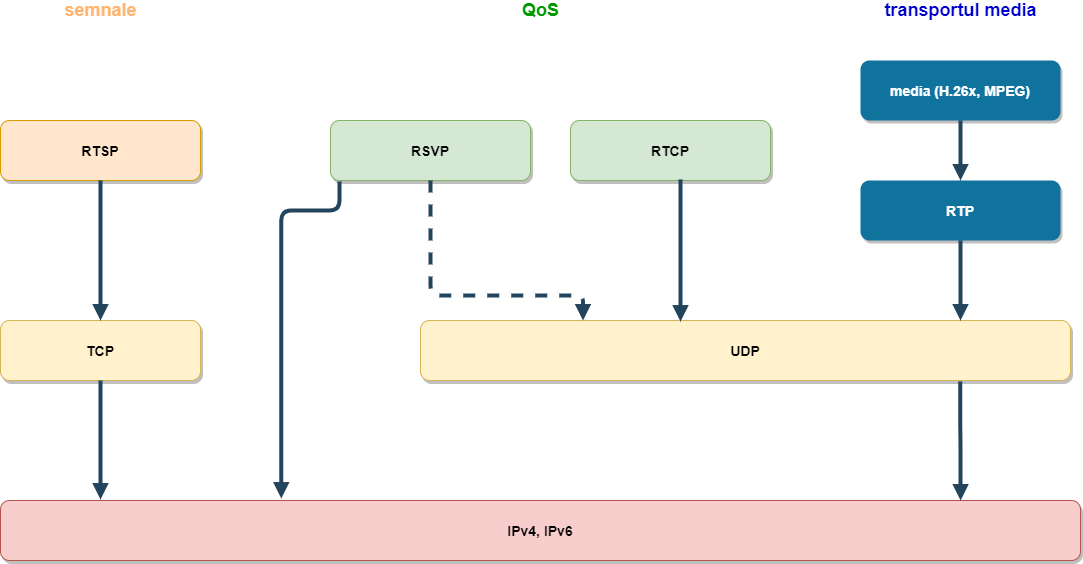 semnale
QoS
transportul media
media (H.26x, MPEG)
RTSP
RSVP
RTCP
RTP
TCP
UDP
IPv4, IPv6